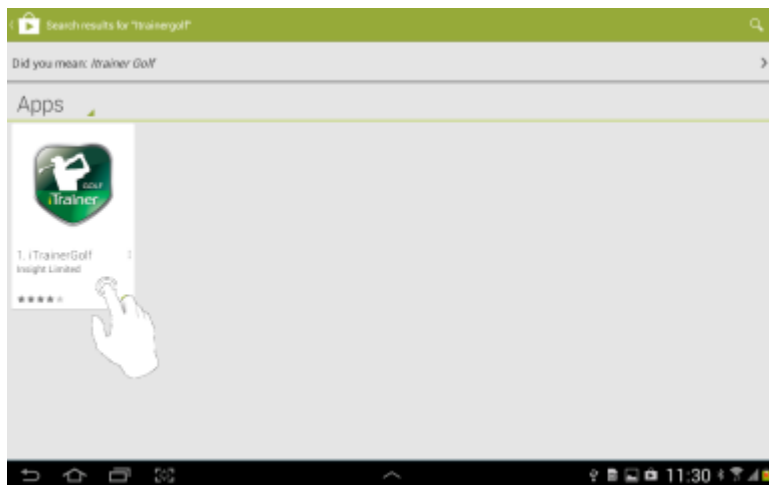 Search results for "itrainergolf"
Did you mean: itrainer Golf
Apps
GOLF
iTrainer
1. iTrainerGolf
Insight Limited
11:30